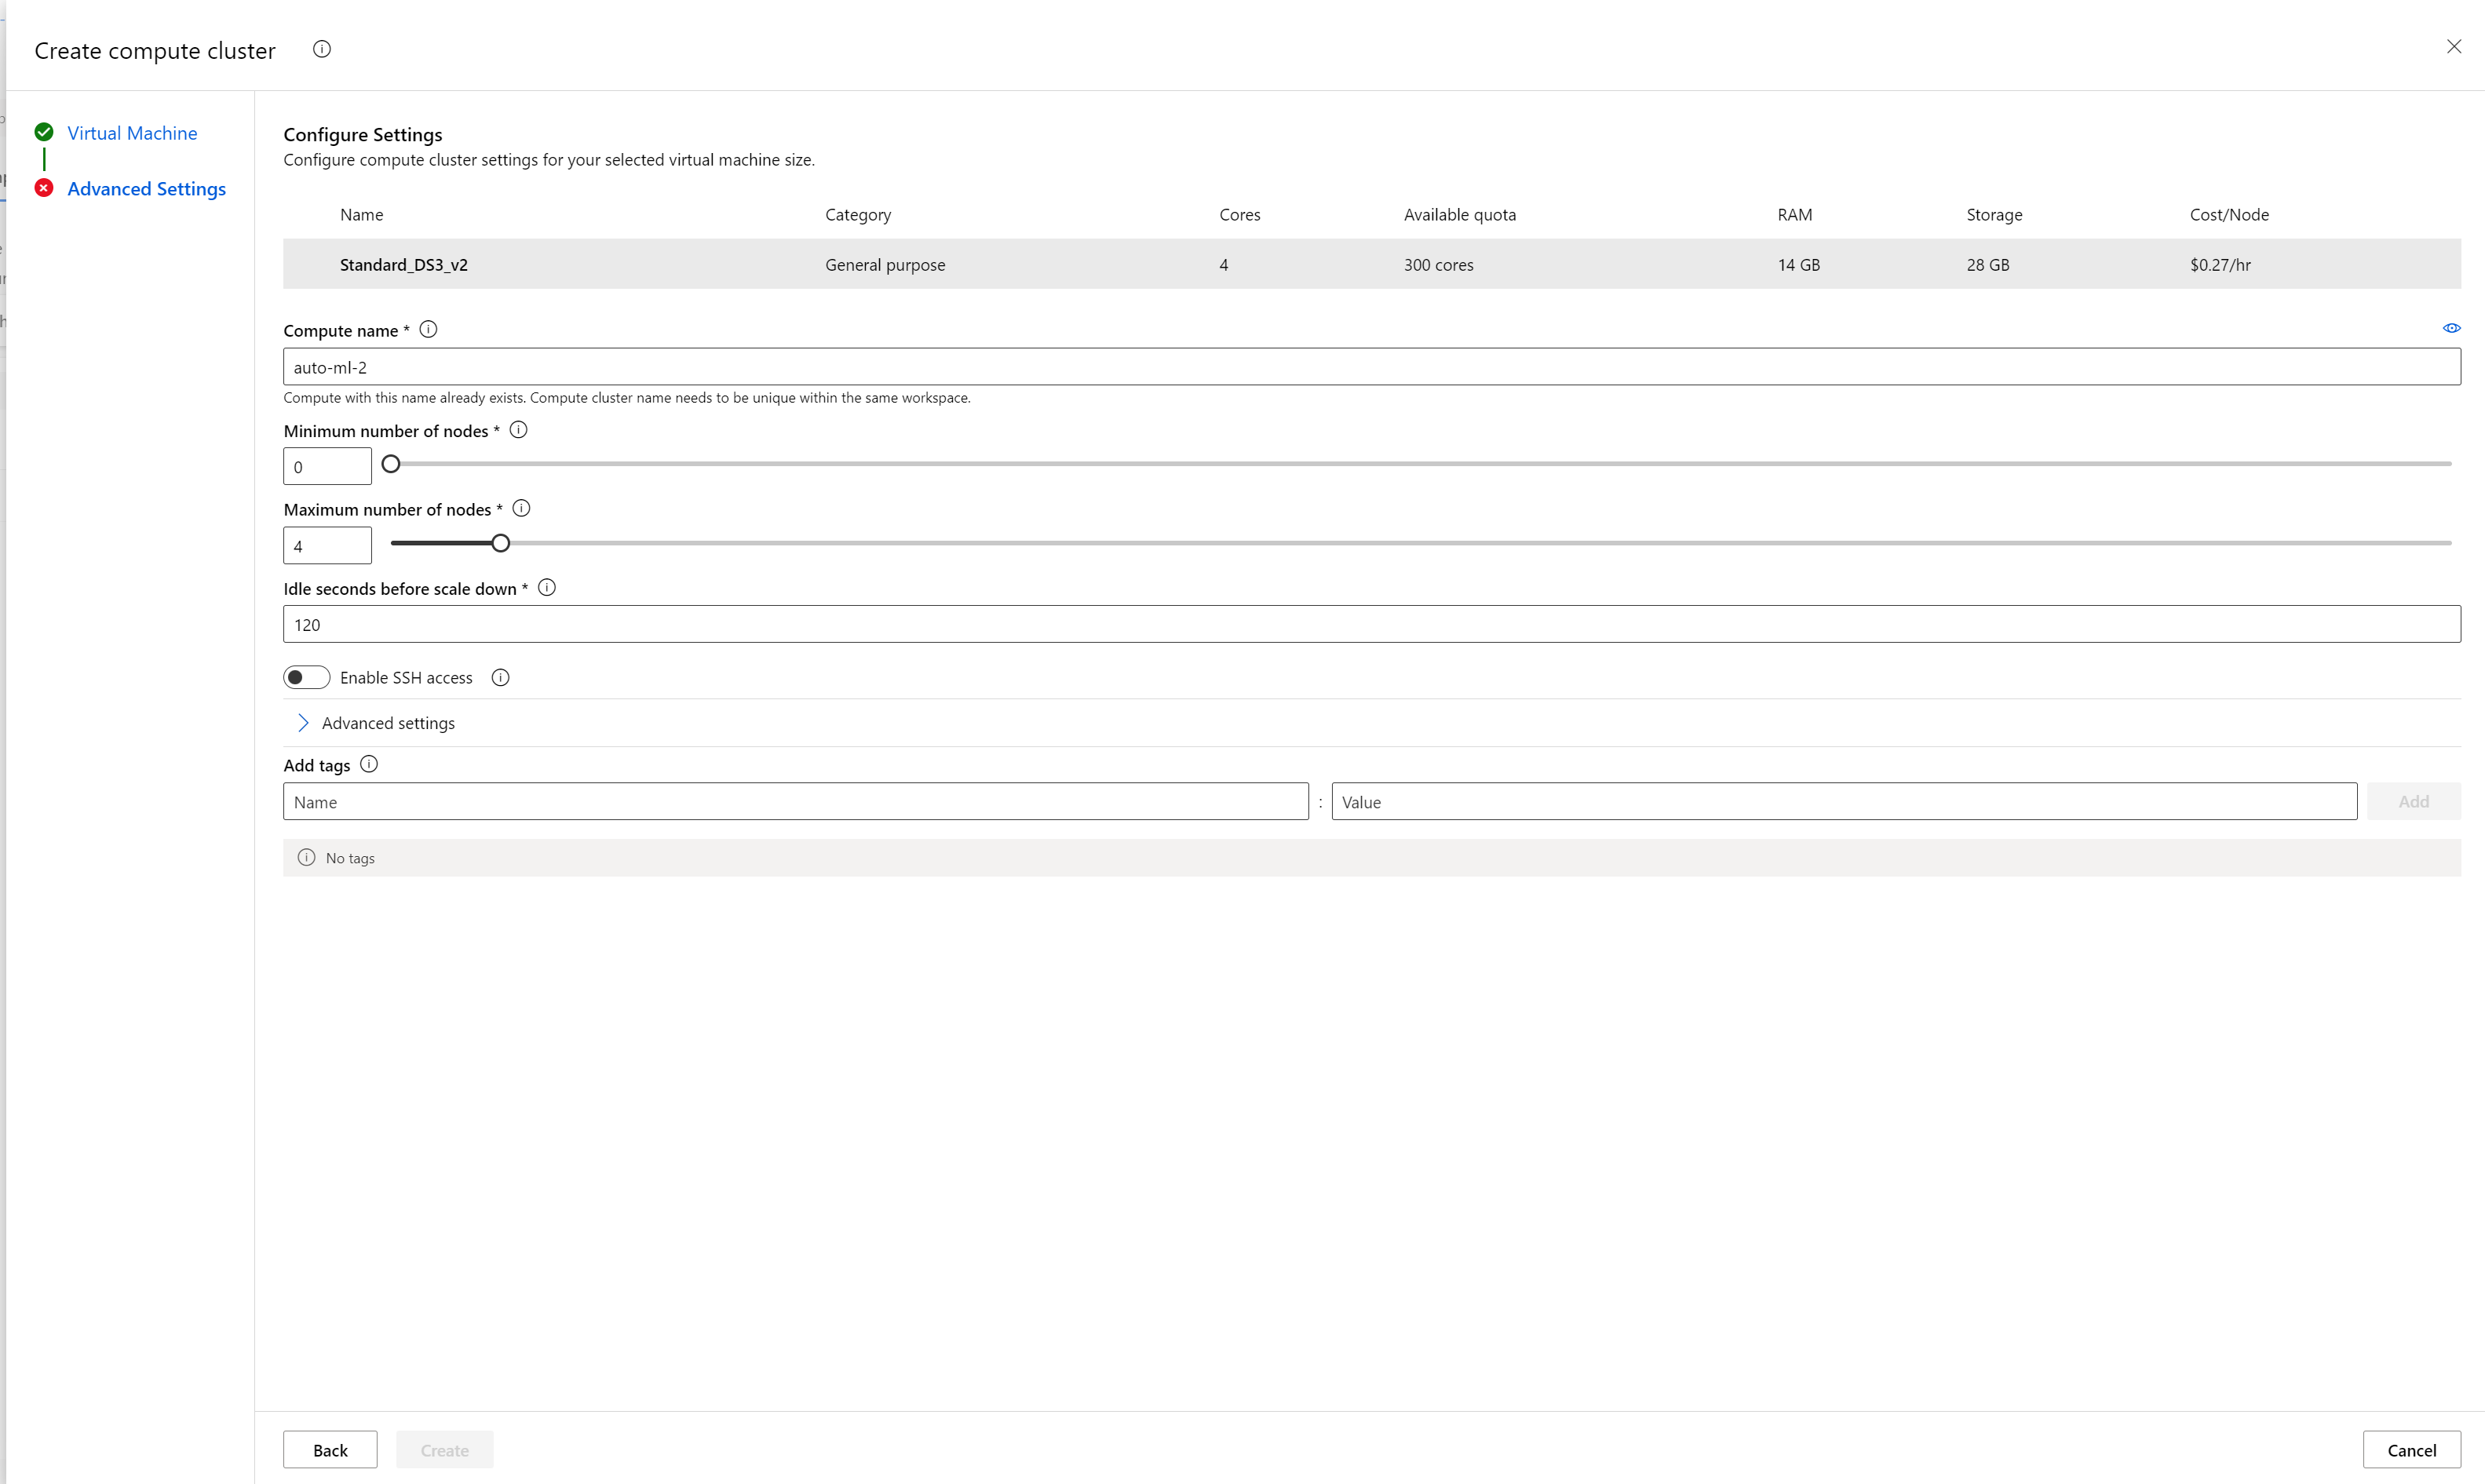 Create compute cluster
Virtual Machine
Advanced Settings
Configure Settings
Configure compute cluster settings for your selected virtual machine size.
Name Category Cores Available quota RAM Storage Cost/Node
Standard_DS3_v2 General purpose 4 300 cores 14 GB 28 GB $0.27/hr
Compute name *
auto-ml-2
Compute with this name already exists. Compute cluster name needs to be unique within the same workspace.
Minimum number of nodes *
0
Maximum number of nodes *
4
Idle seconds before scale down *
120
Enable SSH access
Advanced settings
Add tags
Name : Value Add
No tags
Back Create Cancel